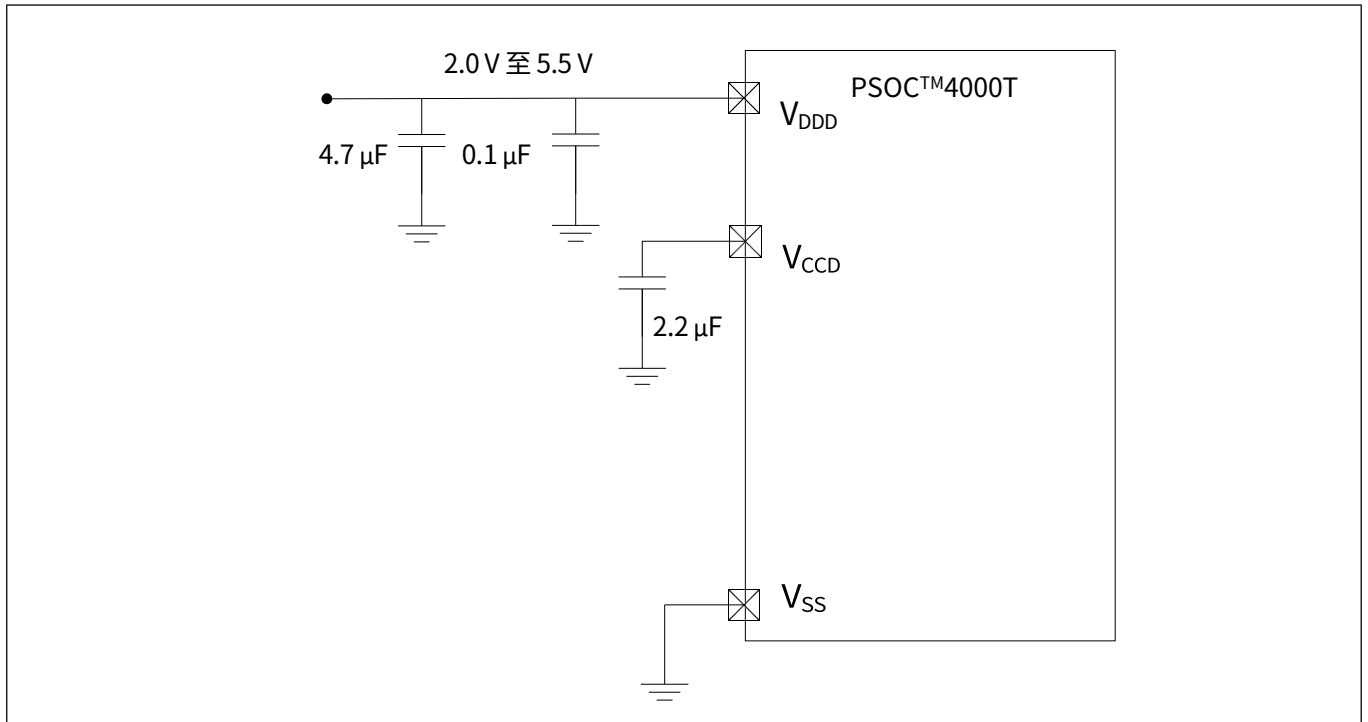 2.0 V 至 5.5 V
PSOC™4000T
VDDD
4.7 µF
0.1 µF
VCCD
2.2 µF
VSS